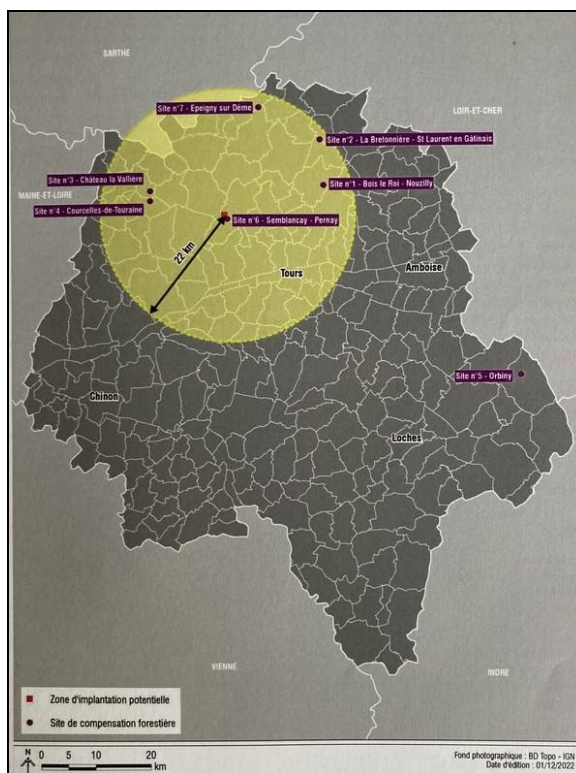 SARTHE
LOIR-ET-CHER
Site n°7 - Epeigny sur Dème
Site n°2 - La Bretonnière - St Laurent en Gâtinais
Site n°3 - Château la Vallière
MAINE-ET-LOIRE
Site n°1 - Bois le Roi - Nouzilly
Site n°4 - Courcelles-de-Touraine
Site n°6 - Semblancay - Pernay
22 km
Tours
Amboise
Site n°5 - Orbiny
Chinon
Loches
VIENNE
INDRE
Zone d'implantation potentielle
Site de compensation forestière
N
0 5 10 20
km
Fond photographique : BD Topo - IGN
Date d'édition : 01/12/2022